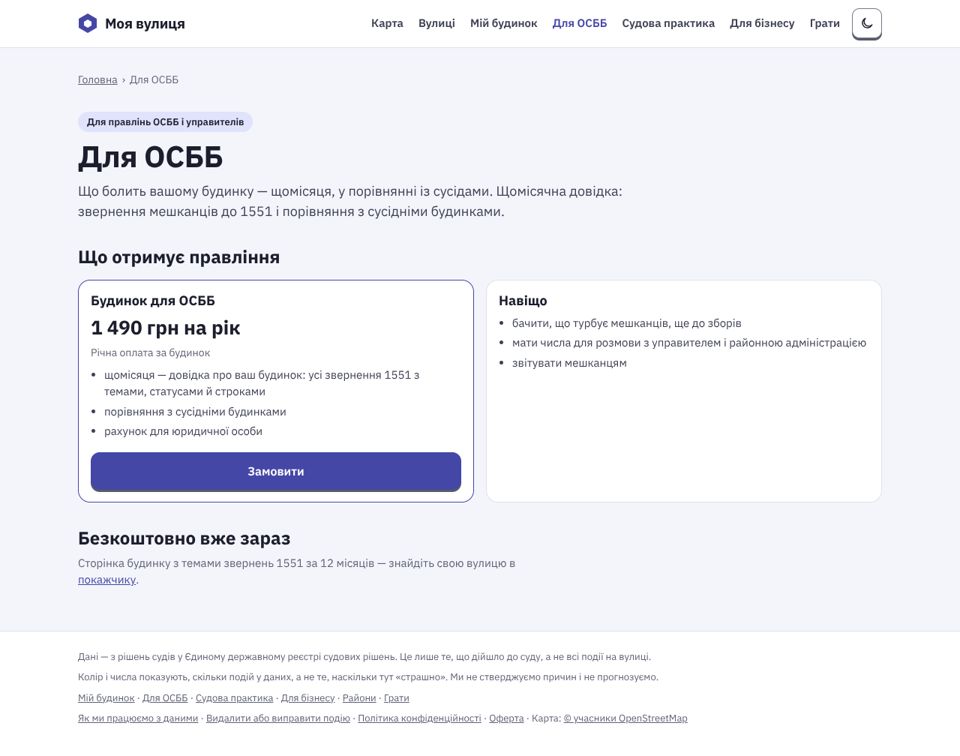 Моя вулиця
Карта Вулиці Мій будинок Для ОСББ Судова практика Для бізнесу Грати
Головна › Для ОСББ
Для правлінь ОСББ і управителів
Для ОСББ
Що болить вашому будинку — щомісяця, у порівнянні із сусідами. Щомісячна довідка:
звернення мешканців до 1551 і порівняння з сусідніми будинками.
Що отримує правління
Будинок для ОСББ
1 490 грн на рік
Річна оплата за будинок
• щомісяця — довідка про ваш будинок: усі звернення 1551 з
темами, статусами й строками
• порівняння з сусідніми будинками
• рахунок для юридичної особи
Замовити
Навіщо
• бачити, що турбує мешканців, ще до зборів
• мати числа для розмови з управителем і районною адміністрацією
• звітувати мешканцям
Безкоштовно вже зараз
Сторінка будинку з темами звернень 1551 за 12 місяців — знайдіть свою вулицю в
покажчику.
Дані — з рішень судів у Єдиному державному реєстрі судових рішень. Це лише те, що дійшло до суду, а не всі події на вулиці.
Колір і числа показують, скільки подій у даних, а не те, наскільки тут «страшно». Ми не стверджуємо причин і не прогнозуємо.
Мій будинок · Для ОСББ · Судова практика · Для бізнесу · Райони · Грати
Як ми працюємо з даними · Видалити або виправити подію · Політика конфіденційності · Оферта · Карта: © учасники OpenStreetMap